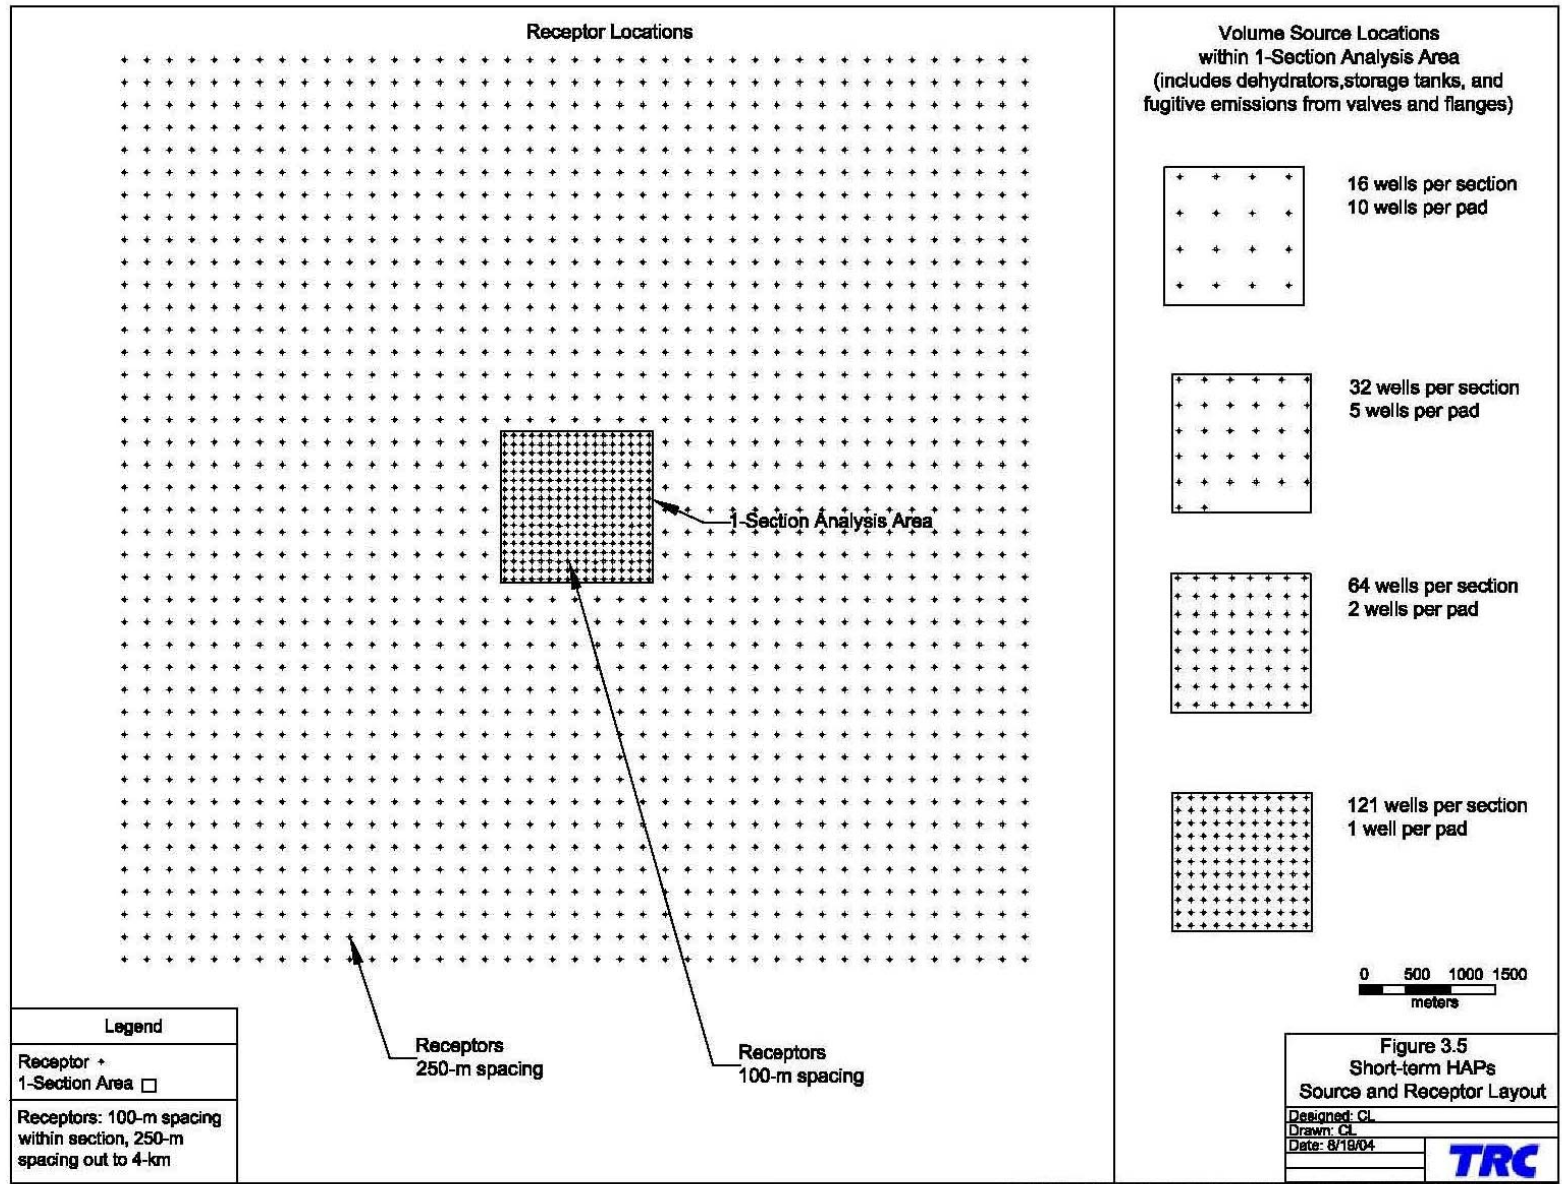 Receptor Locations
1-Section Analysis Area
Receptors
250-m spacing
Receptors
100-m spacing
Legend
Receptor
1-Section Area
Receptors: 100-m spacing
within section, 250-m
spacing out to 4-km
Volume Source Locations
within 1-Section Analysis Area
(includes dehydrators,storage tanks, and
fugitive emissions from valves and flanges)
16 wells per section
10 wells per pad
32 wells per section
5 wells per pad
64 wells per section
2 wells per pad
121 wells per section
1 well per pad
0 500 1000 1500
meters
Figure 3.5
Short-term HAPs
Source and Receptor Layout
Designed: CL
Drawn: CL
Date: 8/19/04
TRC